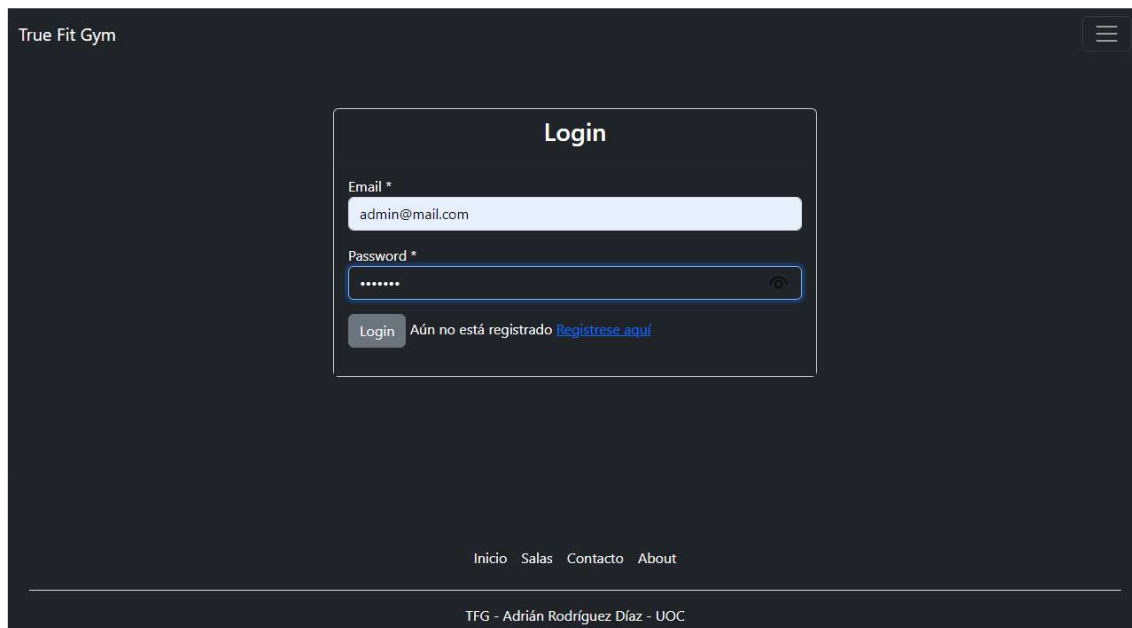 True Fit Gym
Login
Email *
admin@mail.com
Password *
•••••••
Login Aún no está registrado Registrese aquí
Inicio Salas Contacto About
TFG - Adrián Rodríguez Díaz - UOC